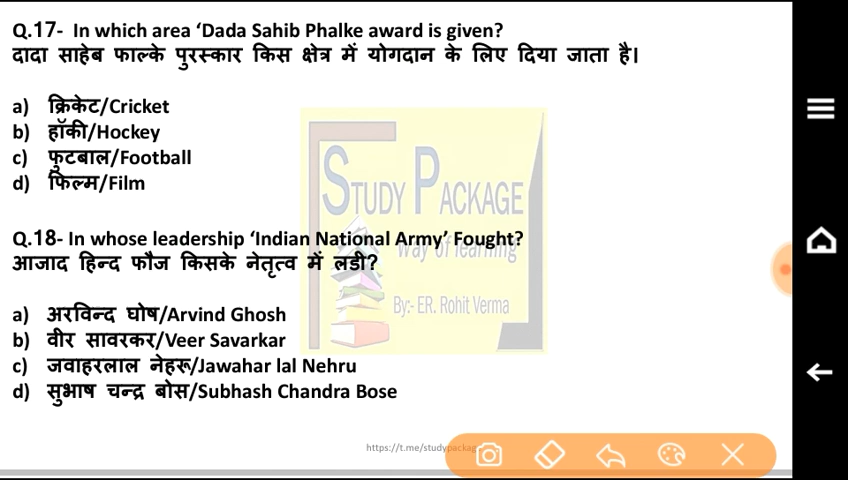 Q.17- In which area ‘Dada Sahib Phalke award is given?
दादा साहेब फाल्के पुरस्कार किस क्षेत्र में योगदान के लिए दिया जाता है।
a) क्रिकेट/Cricket
b) हॉकी/Hockey
c) फुटबाल/Football
d) फिल्म/Film
STUDY PACKAGE
way of learning
By:- ER. Rohit Verma
Q.18- In whose leadership ‘Indian National Army’ Fought?
आजाद हिन्द फौज किसके नेतृत्व में लडी?
a) अरविन्द घोष/Arvind Ghosh
b) वीर सावरकर/Veer Savarkar
c) जवाहरलाल नेहरू/Jawahar lal Nehru
d) सुभाष चन्द्र बोस/Subhash Chandra Bose
https://t.me/studypackag